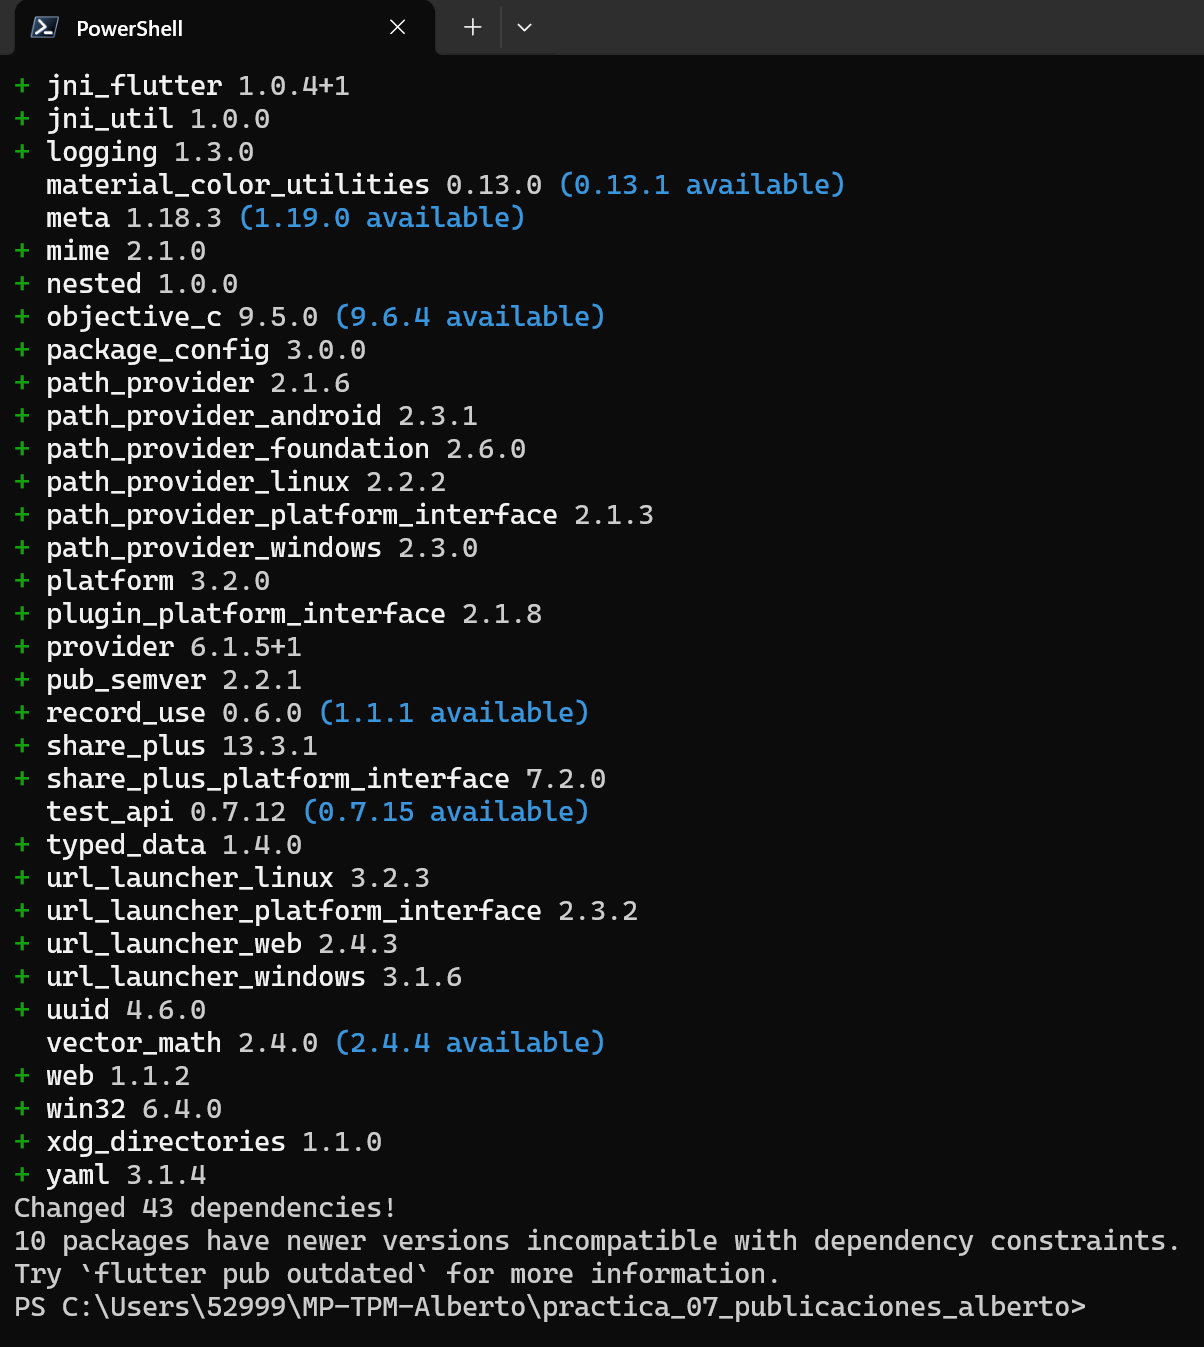 PowerShell
+ jni_flutter 1.0.4+1
+ jni_util 1.0.0
+ logging 1.3.0
material_color_utilities 0.13.0 (0.13.1 available)
meta 1.18.3 (1.19.0 available)
+ mime 2.1.0
+ nested 1.0.0
+ objective_c 9.5.0 (9.6.4 available)
+ package_config 3.0.0
+ path_provider 2.1.6
+ path_provider_android 2.3.1
+ path_provider_foundation 2.6.0
+ path_provider_linux 2.2.2
+ path_provider_platform_interface 2.1.3
+ path_provider_windows 2.3.0
+ platform 3.2.0
+ plugin_platform_interface 2.1.8
+ provider 6.1.5+1
+ pub_semver 2.2.1
+ record_use 0.6.0 (1.1.1 available)
+ share_plus 13.3.1
+ share_plus_platform_interface 7.2.0
test_api 0.7.12 (0.7.15 available)
+ typed_data 1.4.0
+ url_launcher_linux 3.2.3
+ url_launcher_platform_interface 2.3.2
+ url_launcher_web 2.4.3
+ url_launcher_windows 3.1.6
+ uuid 4.6.0
vector_math 2.4.0 (2.4.4 available)
+ web 1.1.2
+ win32 6.4.0
+ xdg_directories 1.1.0
+ yaml 3.1.4
Changed 43 dependencies!
10 packages have newer versions incompatible with dependency constraints.
Try `flutter pub outdated` for more information.
PS C:\Users\52999\MP-TPM-Alberto\practica_07_publicaciones_alberto>